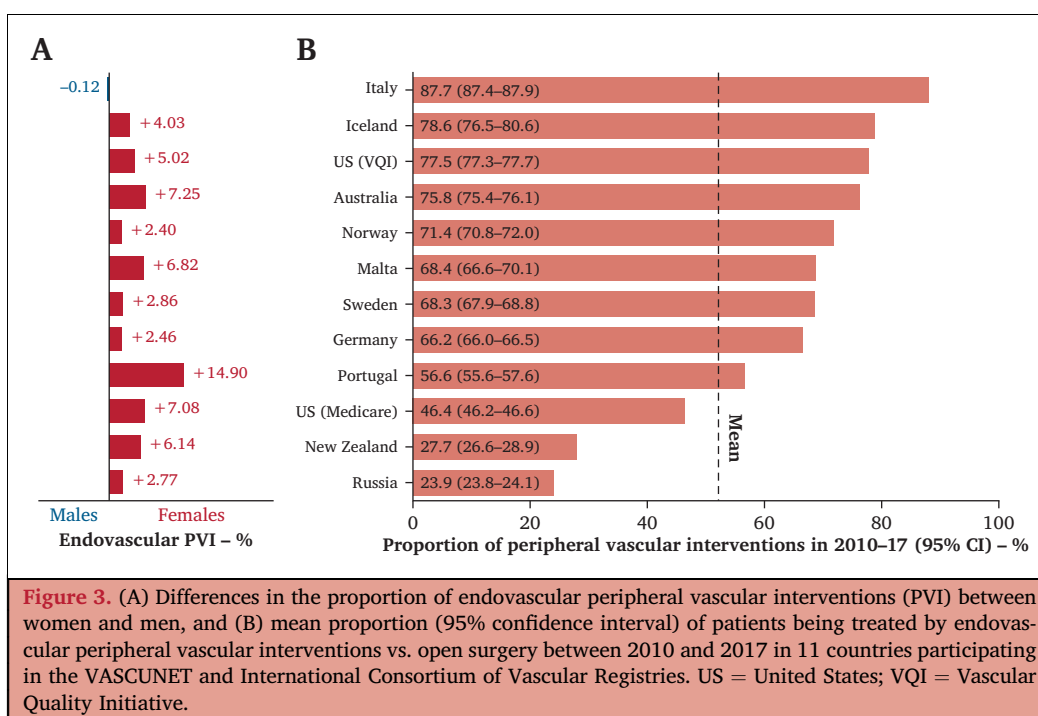 A
B
−0.12
+4.03
+5.02
+7.25
+2.40
+6.82
+2.86
+2.46
+14.90
+7.08
+6.14
+2.77
Males Females
Endovascular PVI – %
Italy 87.7 (87.4–87.9)
Iceland 78.6 (76.5–80.6)
US (VQI) 77.5 (77.3–77.7)
Australia 75.8 (75.4–76.1)
Norway 71.4 (70.8–72.0)
Malta 68.4 (66.6–70.1)
Sweden 68.3 (67.9–68.8)
Germany 66.2 (66.0–66.5)
Portugal 56.6 (55.6–57.6)
US (Medicare) 46.4 (46.2–46.6)
New Zealand 27.7 (26.6–28.9)
Russia 23.9 (23.8–24.1)
Mean
0 20 40 60 80 100
Proportion of peripheral vascular interventions in 2010–17 (95% CI) – %
Figure 3. (A) Differences in the proportion of endovascular peripheral vascular interventions (PVI) between
women and men, and (B) mean proportion (95% confidence interval) of patients being treated by endovas-
cular peripheral vascular interventions vs. open surgery between 2010 and 2017 in 11 countries participating
in the VASCUNET and International Consortium of Vascular Registries. US = United States; VQI = Vascular
Quality Initiative.